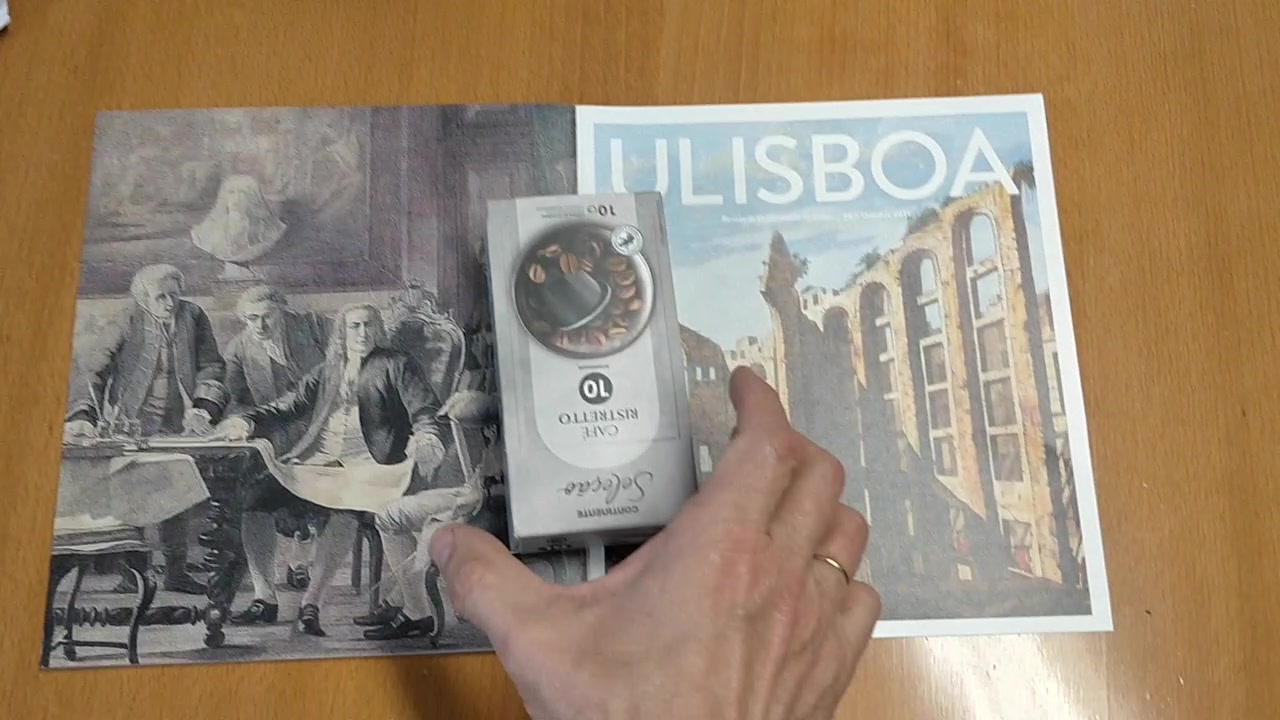 ULISBOA
CONTINENTE
Seleção
CAFÉ
RISTRETTO
10
10